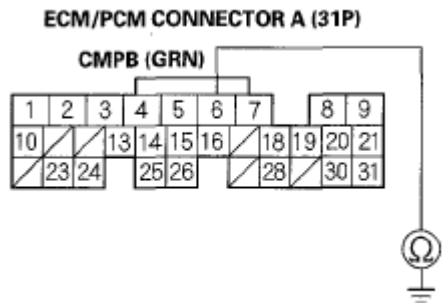 ECM/PCM CONNECTOR A (31P)
CMPB (GRN)
1 2 3 4 5 6 7 8 9
10 13 14 15 16 18 19 20 21
23 24 25 26 28 30 31
Ω